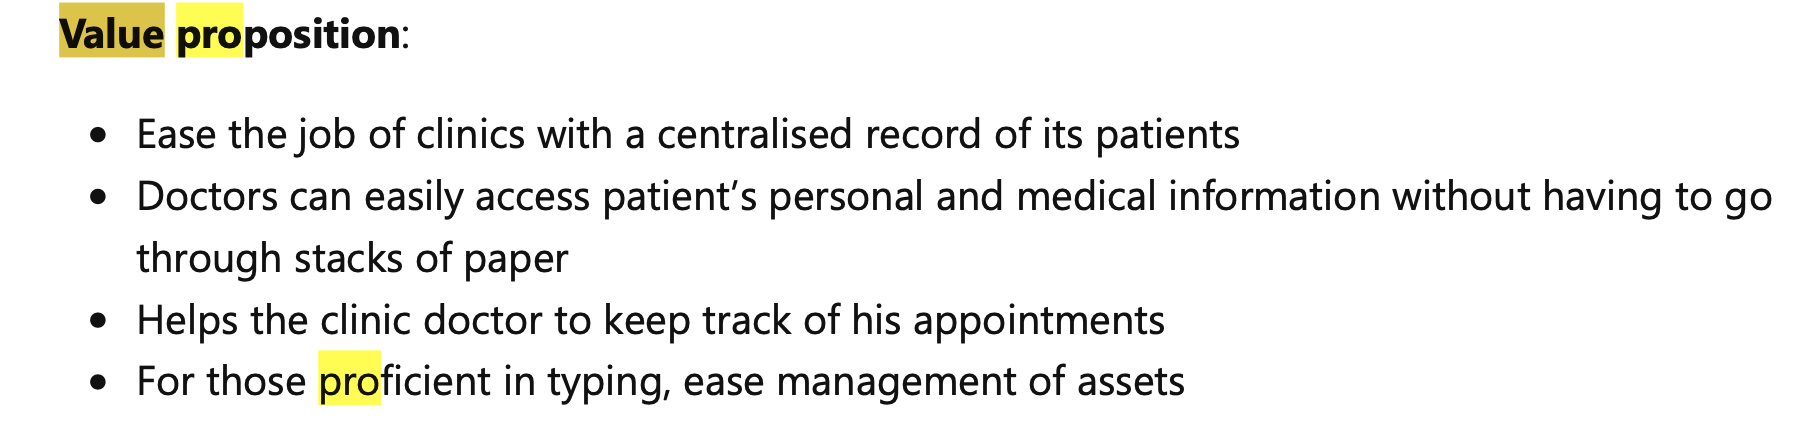 Value proposition:
• Ease the job of clinics with a centralised record of its patients
• Doctors can easily access patient’s personal and medical information without having to go
through stacks of paper
• Helps the clinic doctor to keep track of his appointments
• For those proficient in typing, ease management of assets